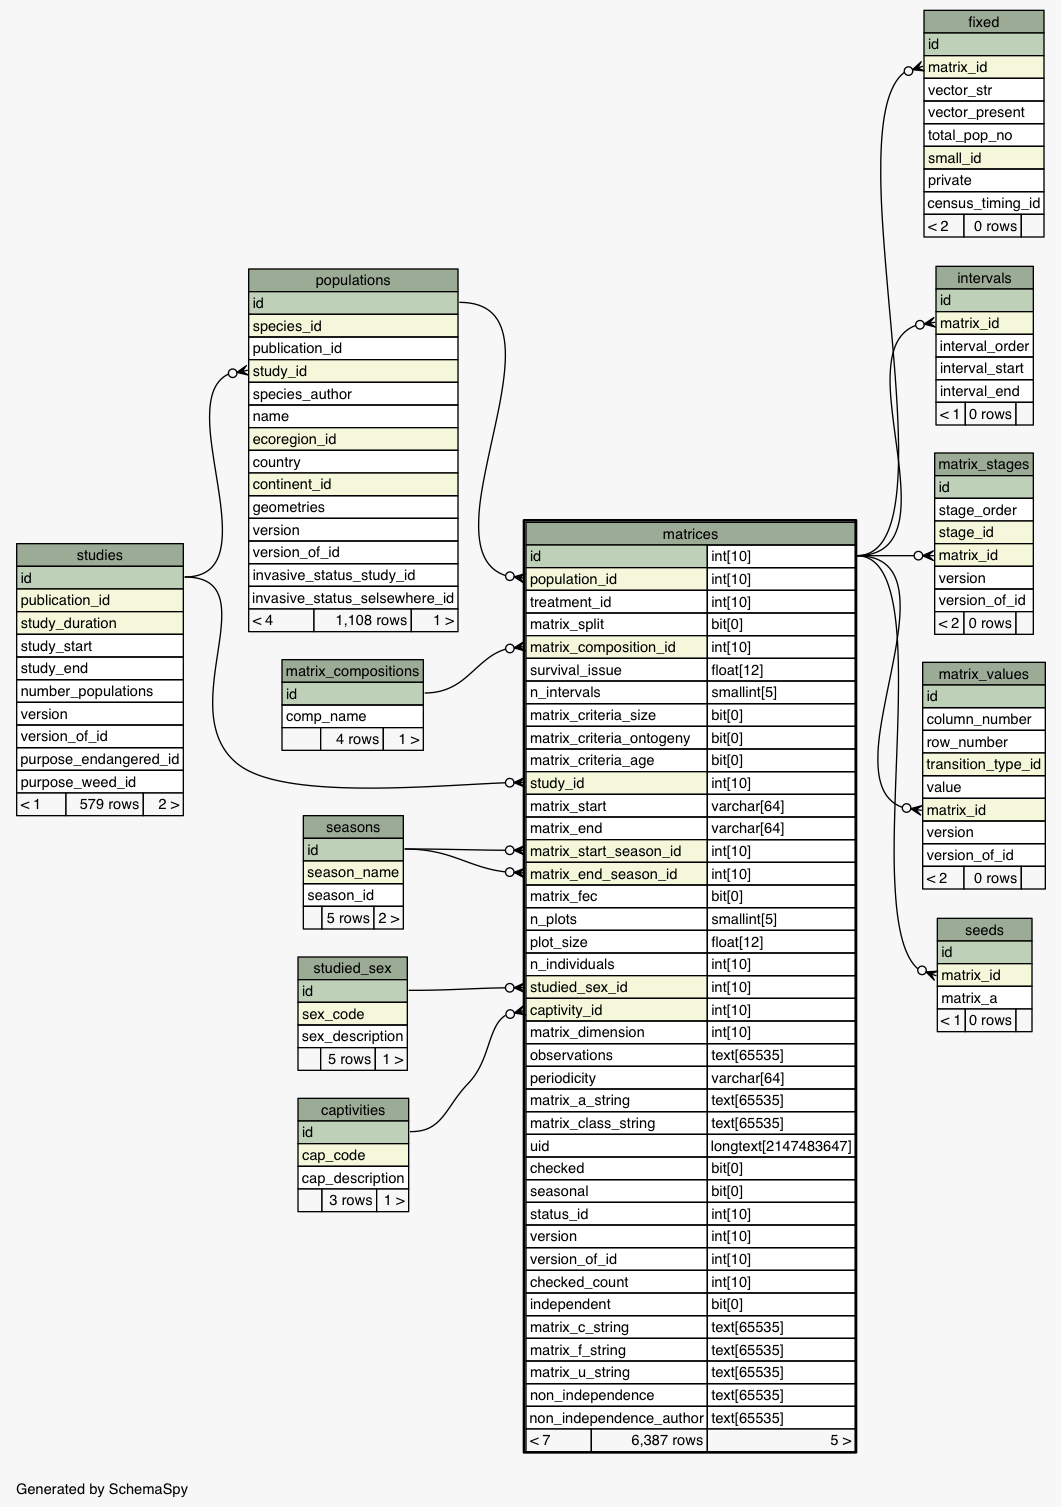 fixed
id
matrix_id
vector_str
vector_present
total_pop_no
small_id
private
census_timing_id
< 2 0 rows
populations
id
species_id
publication_id
study_id
species_author
name
ecoregion_id
country
continent_id
geometries
version
version_of_id
invasive_status_study_id
invasive_status_selsewhere_id
< 4 1,108 rows 1 >
intervals
id
matrix_id
interval_order
interval_start
interval_end
< 1 0 rows
matrix_stages
id
stage_order
stage_id
matrix_id
version
version_of_id
< 2 0 rows
studies
id
publication_id
study_duration
study_start
study_end
number_populations
version
version_of_id
purpose_endangered_id
purpose_weed_id
< 1 579 rows 2 >
matrix_compositions
id
comp_name
4 rows 1 >
seasons
id
season_name
season_id
5 rows 2 >
studied_sex
id
sex_code
sex_description
5 rows 1 >
captivities
id
cap_code
cap_description
3 rows 1 >
matrices
id int[10]
population_id int[10]
treatment_id int[10]
matrix_split bit[0]
matrix_composition_id int[10]
survival_issue float[12]
n_intervals smallint[5]
matrix_criteria_size bit[0]
matrix_criteria_ontogeny bit[0]
matrix_criteria_age bit[0]
study_id int[10]
matrix_start varchar[64]
matrix_end varchar[64]
matrix_start_season_id int[10]
matrix_end_season_id int[10]
matrix_fec bit[0]
n_plots smallint[5]
plot_size float[12]
n_individuals int[10]
studied_sex_id int[10]
captivity_id int[10]
matrix_dimension int[10]
observations text[65535]
periodicity varchar[64]
matrix_a_string text[65535]
matrix_class_string text[65535]
uid longtext[2147483647]
checked bit[0]
seasonal bit[0]
status_id int[10]
version int[10]
version_of_id int[10]
checked_count int[10]
independent bit[0]
matrix_c_string text[65535]
matrix_f_string text[65535]
matrix_u_string text[65535]
non_independence text[65535]
non_independence_author text[65535]
< 7 6,387 rows 5 >
matrix_values
id
column_number
row_number
transition_type_id
value
matrix_id
version
version_of_id
< 2 0 rows
seeds
id
matrix_id
matrix_a
< 1 0 rows
Generated by SchemaSpy